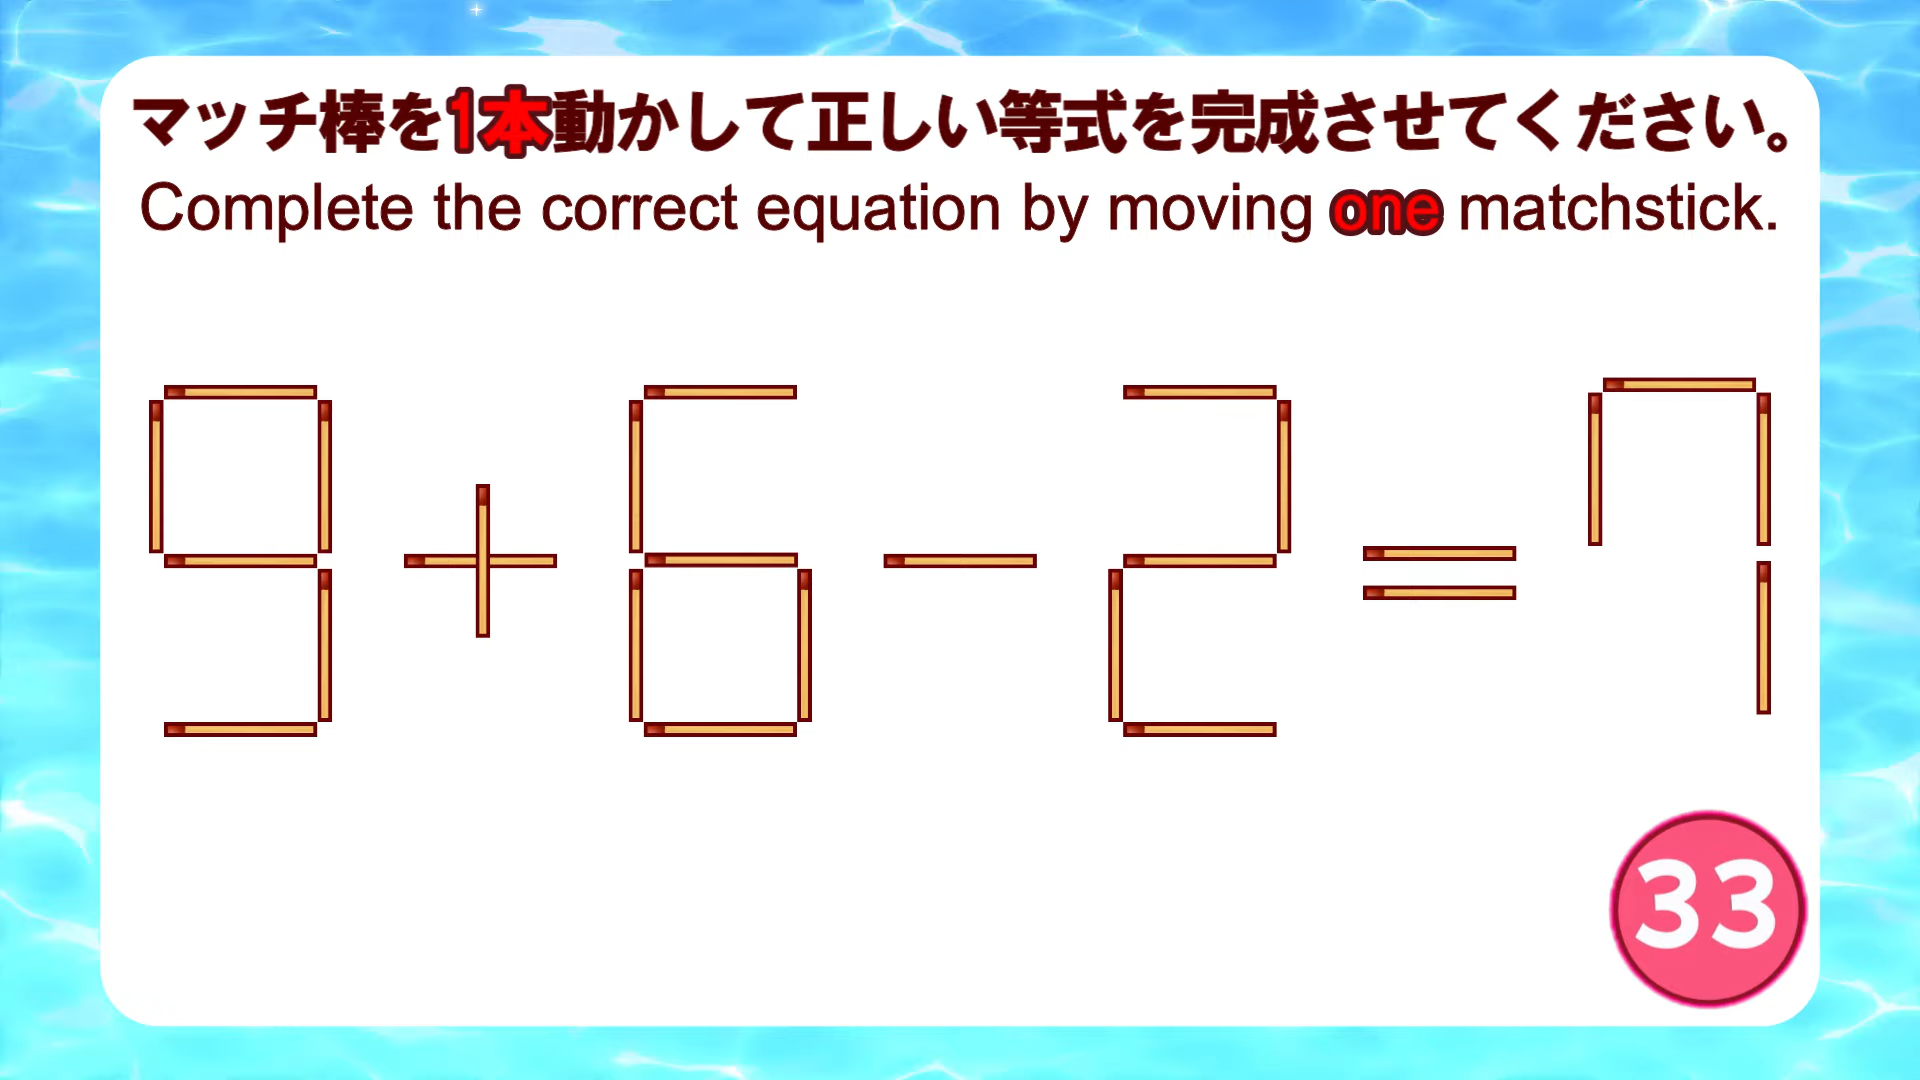 マッチ棒を1本動かして正しい等式を完成させてください。
Complete the correct equation by moving one matchstick.
9+6-2=7
33